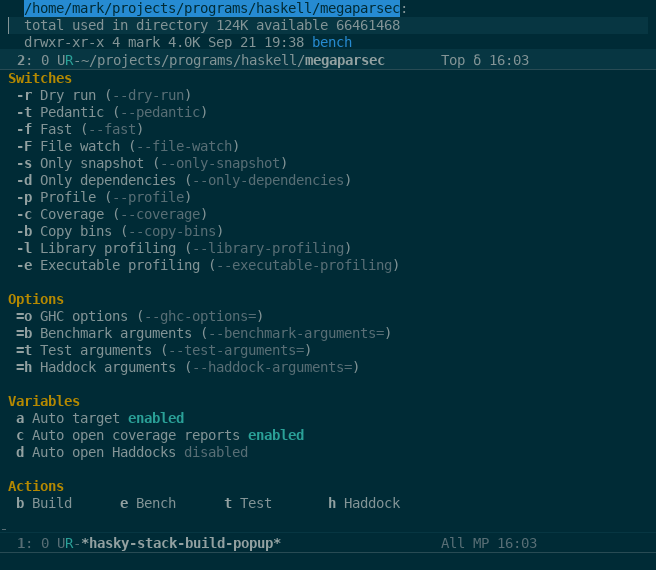 /home/mark/projects/programs/haskell/megaparsec:
total used in directory 124K available 66461468
drwxr-xr-x 4 mark 4.0K Sep 21 19:38 bench
2: 0 UR-~/projects/programs/haskell/megaparsec Top δ 16:03
Switches
-r Dry run (--dry-run)
-t Pedantic (--pedantic)
-f Fast (--fast)
-F File watch (--file-watch)
-s Only snapshot (--only-snapshot)
-d Only dependencies (--only-dependencies)
-p Profile (--profile)
-c Coverage (--coverage)
-b Copy bins (--copy-bins)
-l Library profiling (--library-profiling)
-e Executable profiling (--executable-profiling)
Options
=o GHC options (--ghc-options=)
=b Benchmark arguments (--benchmark-arguments=)
=t Test arguments (--test-arguments=)
=h Haddock arguments (--haddock-arguments=)
Variables
a Auto target enabled
c Auto open coverage reports enabled
d Auto open Haddocks disabled
Actions
b Build e Bench t Test h Haddock
1: 0 UR-*hasky-stack-build-popup* All MP 16:03